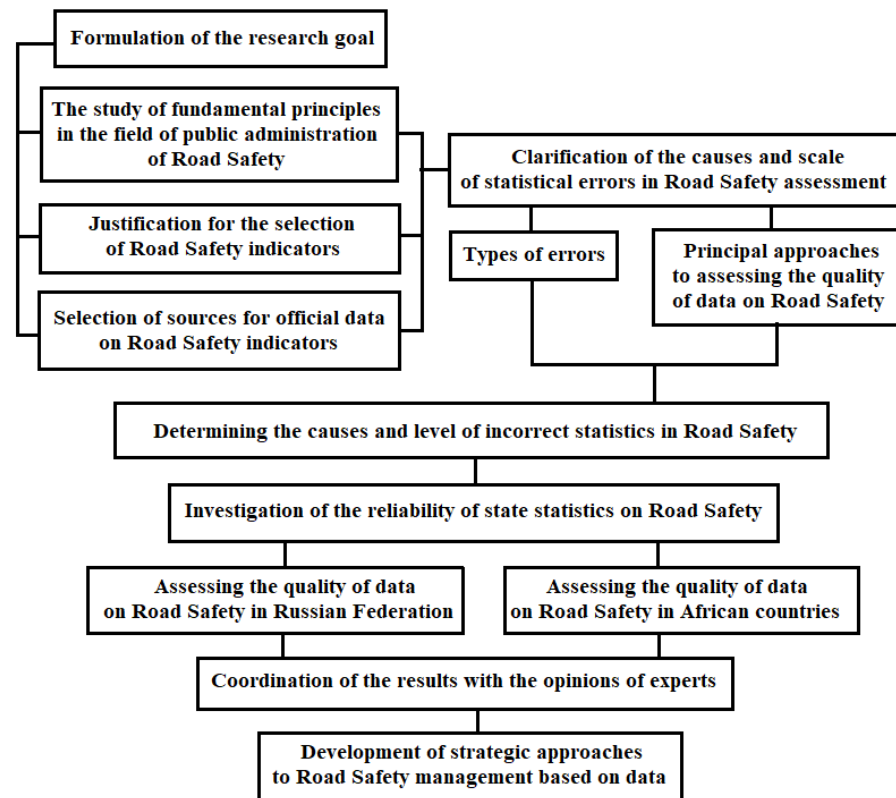 Formulation of the research goal
The study of fundamental principles
in the field of public administration
of Road Safety
Justification for the selection
of Road Safety indicators
Selection of sources for official data
on Road Safety indicators
Clarification of the causes and scale
of statistical errors in Road Safety assessment
Types of errors
Principal approaches
to assessing the quality
of data on Road Safety
Determining the causes and level of incorrect statistics in Road Safety
Investigation of the reliability of state statistics on Road Safety
Assessing the quality of data
on Road Safety in Russian Federation
Assessing the quality of data
on Road Safety in African countries
Coordination of the results with the opinions of experts
Development of strategic approaches
to Road Safety management based on data